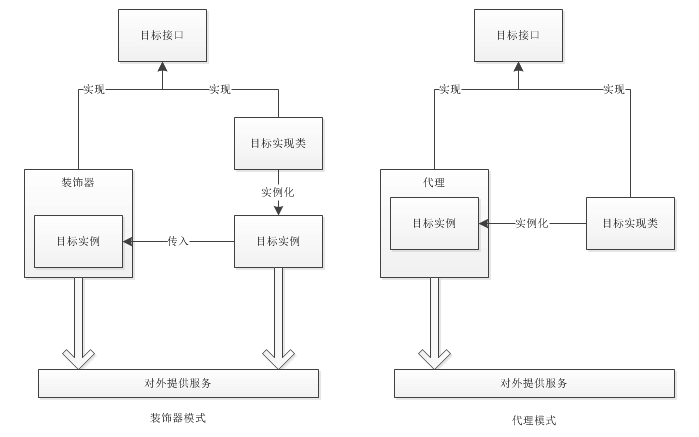 目标接口
实现
实现
目标实现类
装饰器
实例化
目标实例
传入
目标实例
对外提供服务
装饰器模式
目标接口
实现
实现
代理
目标实例
实例化
目标实现类
对外提供服务
代理模式